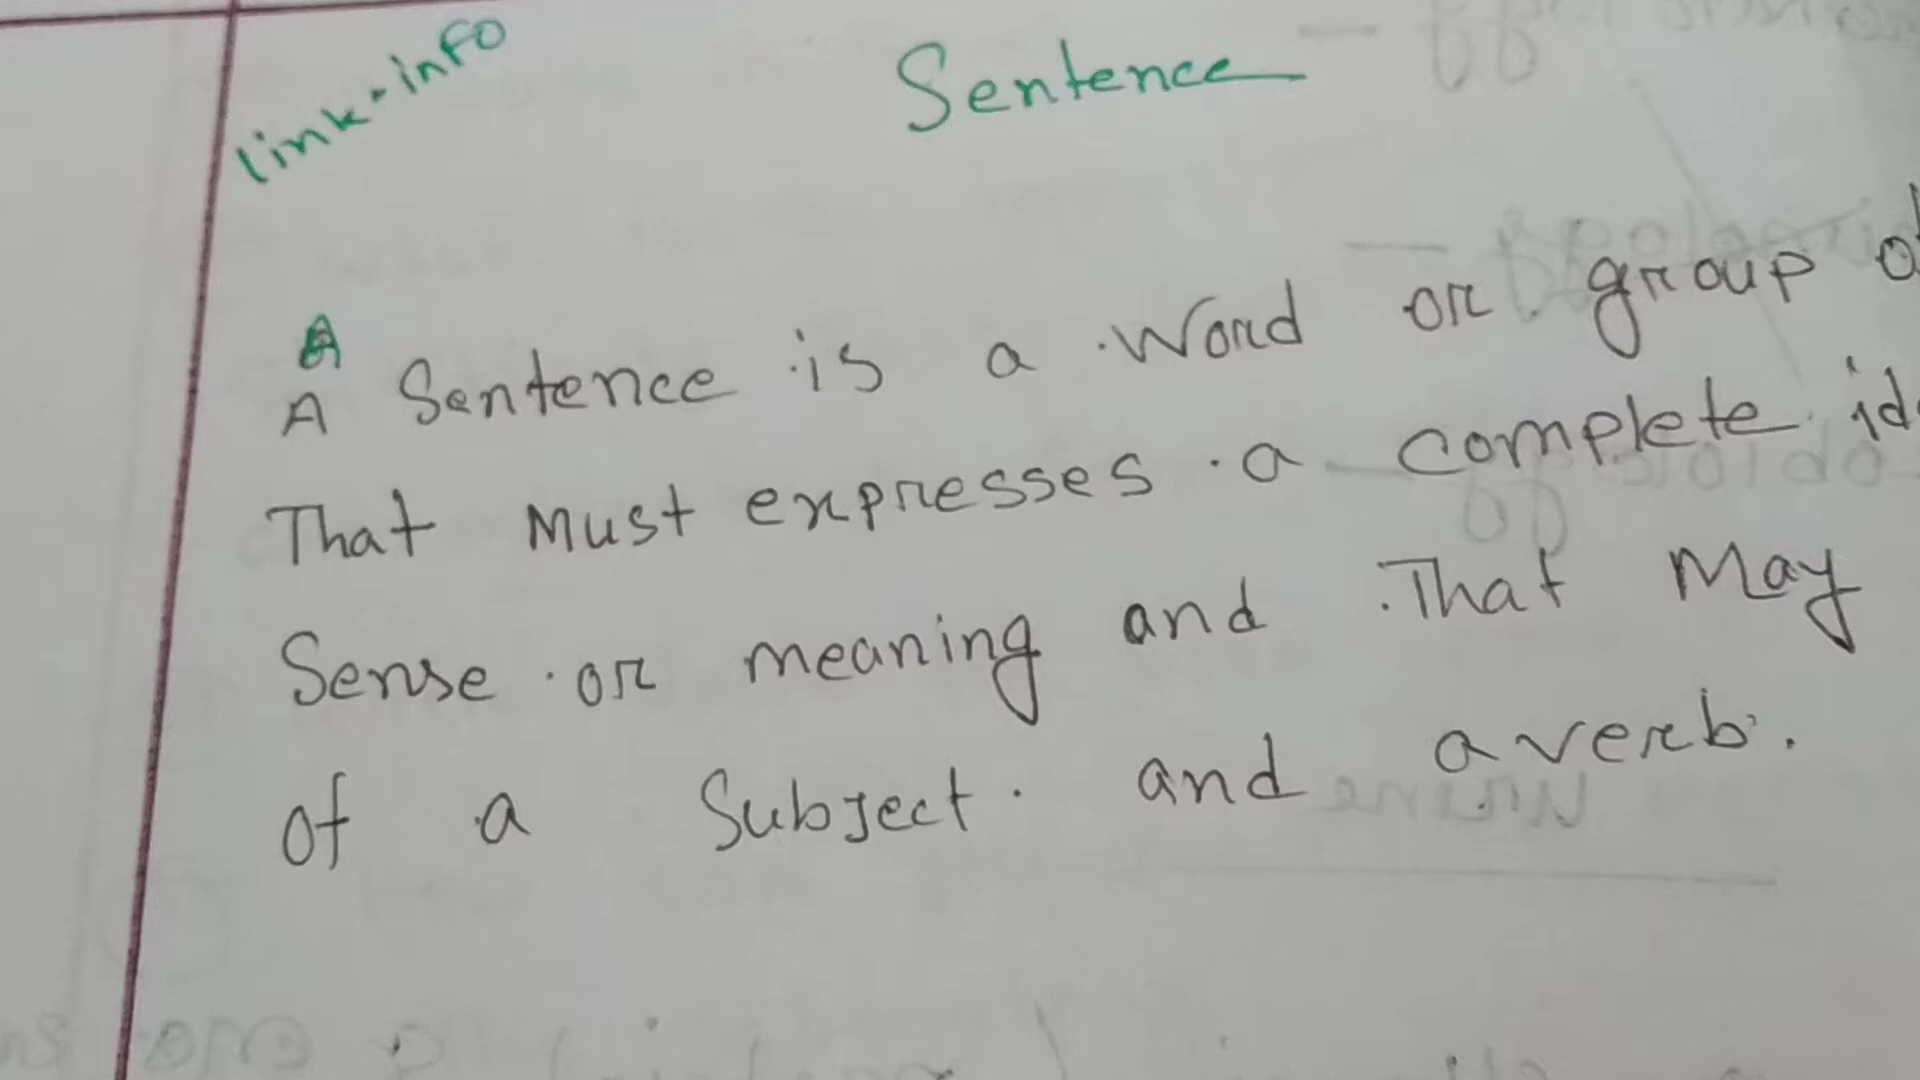 link.info
Sentence
A
A Sentence is a Word or group
That Must expresses a complete
Sense or meaning and That May
of a Subject and a verb.